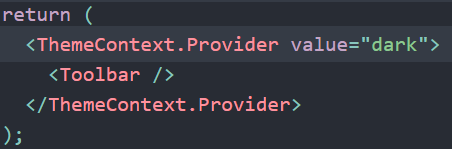 return (
<ThemeContext.Provider value="dark">
<Toolbar />
</ThemeContext.Provider>
);